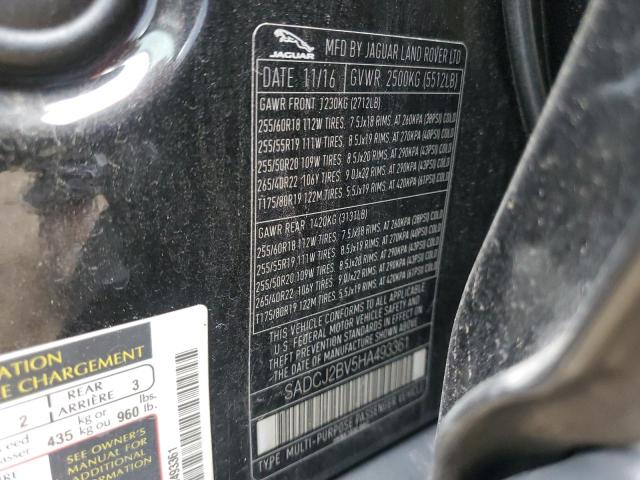 JAGUAR
MFD BY JAGUAR LAND ROVER LTD
DATE 11/16 GVWR 2500KG (5512LB)
GAWR FRONT 1230KG (2712LB)
255/60R18 112W TIRES. 7.5Jx18 RIMS, AT 260KPA (38PSI) COLD
255/55R19 111W TIRES. 8.5Jx19 RIMS, AT 270KPA (40PSI) COLD
255/50R20 109W TIRES. 8.5Jx20 RIMS, AT 290KPA (43PSI) COLD
265/40R22 106Y TIRES. 9.0Jx22 RIMS, AT 290KPA (43PSI) COLD
T175/80R19 122M TIRES. 5.5Jx19 RIMS, AT 420KPA (61PSI) COLD
GAWR REAR 1420KG (3131LB)
255/60R18 112W TIRES. 7.5Jx18 RIMS, AT 260KPA (38PSI) COLD
255/55R19 111W TIRES. 8.5Jx19 RIMS, AT 270KPA (40PSI) COLD
255/50R20 109W TIRES. 8.5Jx20 RIMS, AT 290KPA (43PSI) COLD
265/40R22 106Y TIRES. 9.0Jx22 RIMS, AT 290KPA (43PSI) COLD
T175/80R19 122M TIRES. 5.5Jx19 RIMS, AT 420KPA (61PSI) COLD
THIS VEHICLE CONFORMS TO ALL APPLICABLE
U.S FEDERAL MOTOR VEHICLE SAFETY AND
THEFT PREVENTION STANDARDS IN EFFECT
ON THE DATE OF MANUFACTURE SHOWN ABOVE.
SADCJ2BV5HA493361
TYPE: MULTI-PURPOSE PASSENGER VEHICLE
CHARGEMENT
2 REAR ARRIÈRE 3
435 kg or kg ou 960 lbs. lb.
SEE OWNER'S
MANUAL FOR
ADDITIONAL
493361